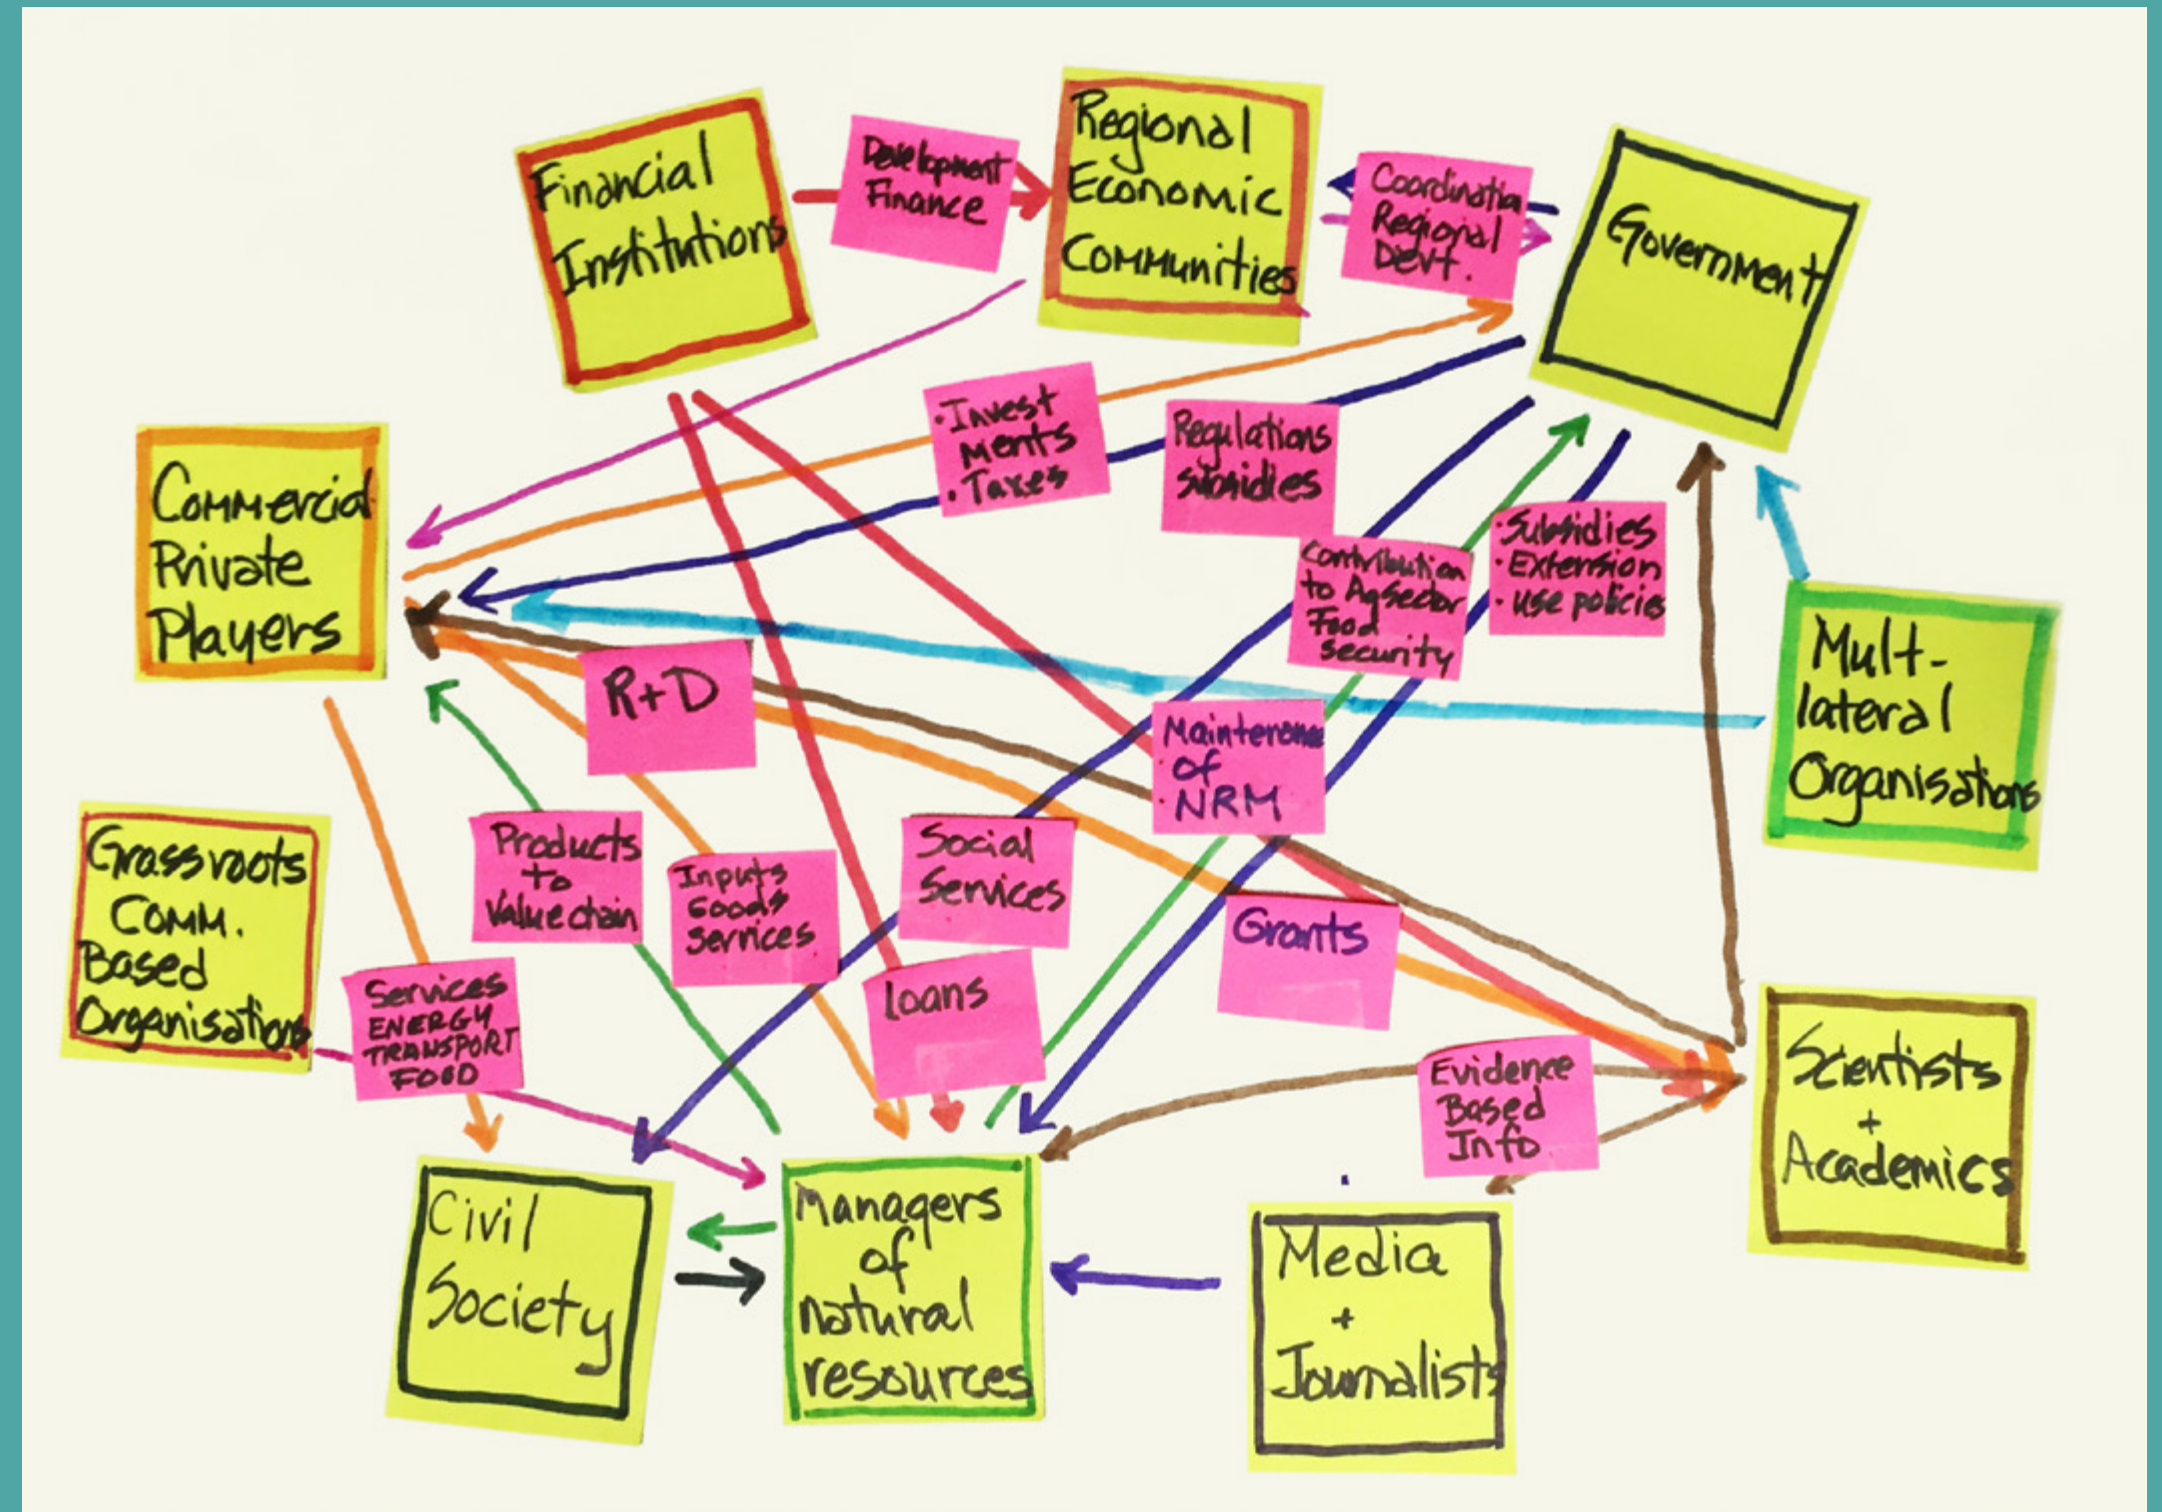 Financial
Institutions
Development
Finance
Regional
Economic
Communities
Coordination
Regional
Devt.
Government
• Invest
ments
• Taxes
Regulations
subsidies
Commercial
Private
Players
Contribution
to Ag sector
Food
security
• Subsidies
• Extension
• use policies
Mult-
lateral
Organisations
R+D
Maintenance
of
NRM
Grassroots
Comm.
Based
Organisations
Products
to
Value chain
Inputs
Goods
Services
Social
Services
Grants
loans
Services
ENERGY
TRANSPORT
FOOD
Evidence
Based
Info
Scientists
+
Academics
Civil
Society
Managers
of
natural
resources
Media
+
Journalists